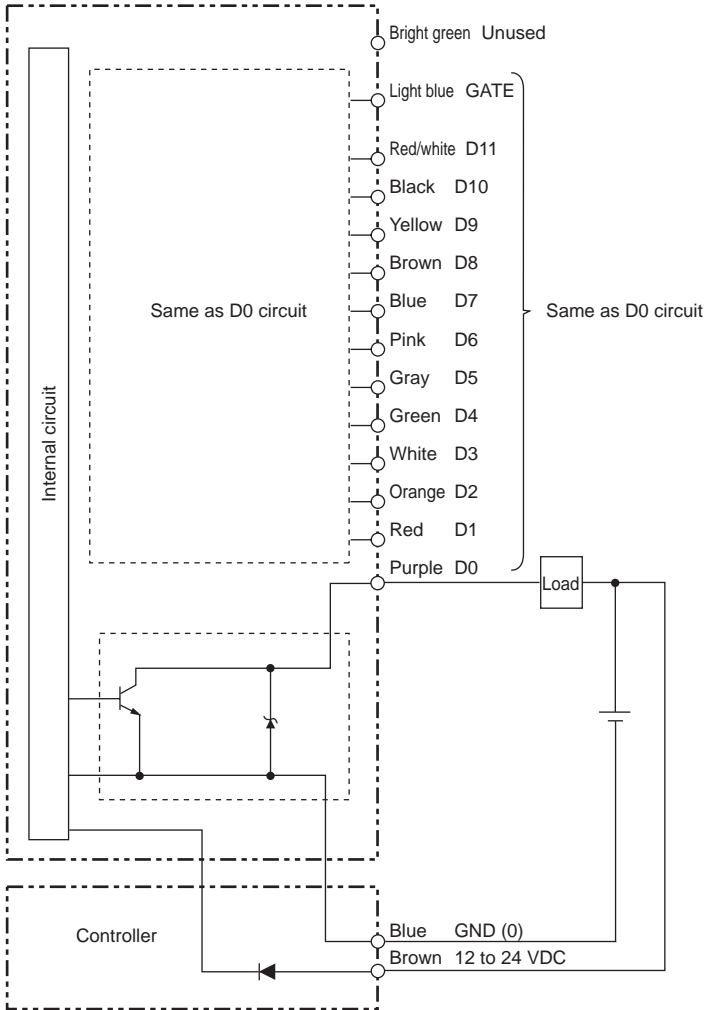 Bright green Unused
Light blue GATE
Red/white D11
Black D10
Yellow D9
Brown D8
Same as D0 circuit
Blue D7
Same as D0 circuit
Pink D6
Gray D5
Internal circuit
Green D4
White D3
Orange D2
Red D1
Purple D0
Load
Controller
Blue GND (0)
Brown 12 to 24 VDC